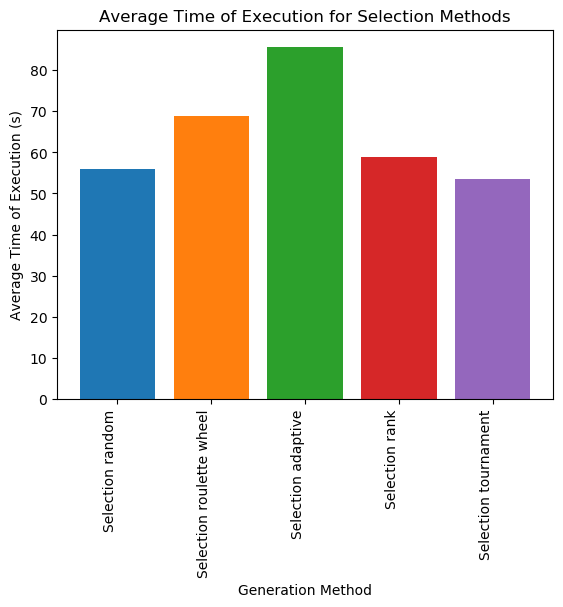 Average Time of Execution for Selection Methods
Average Time of Execution (s)
80
70
60
50
40
30
20
10
0
Selection random
Selection roulette wheel
Selection adaptive
Selection rank
Selection tournament
Generation Method